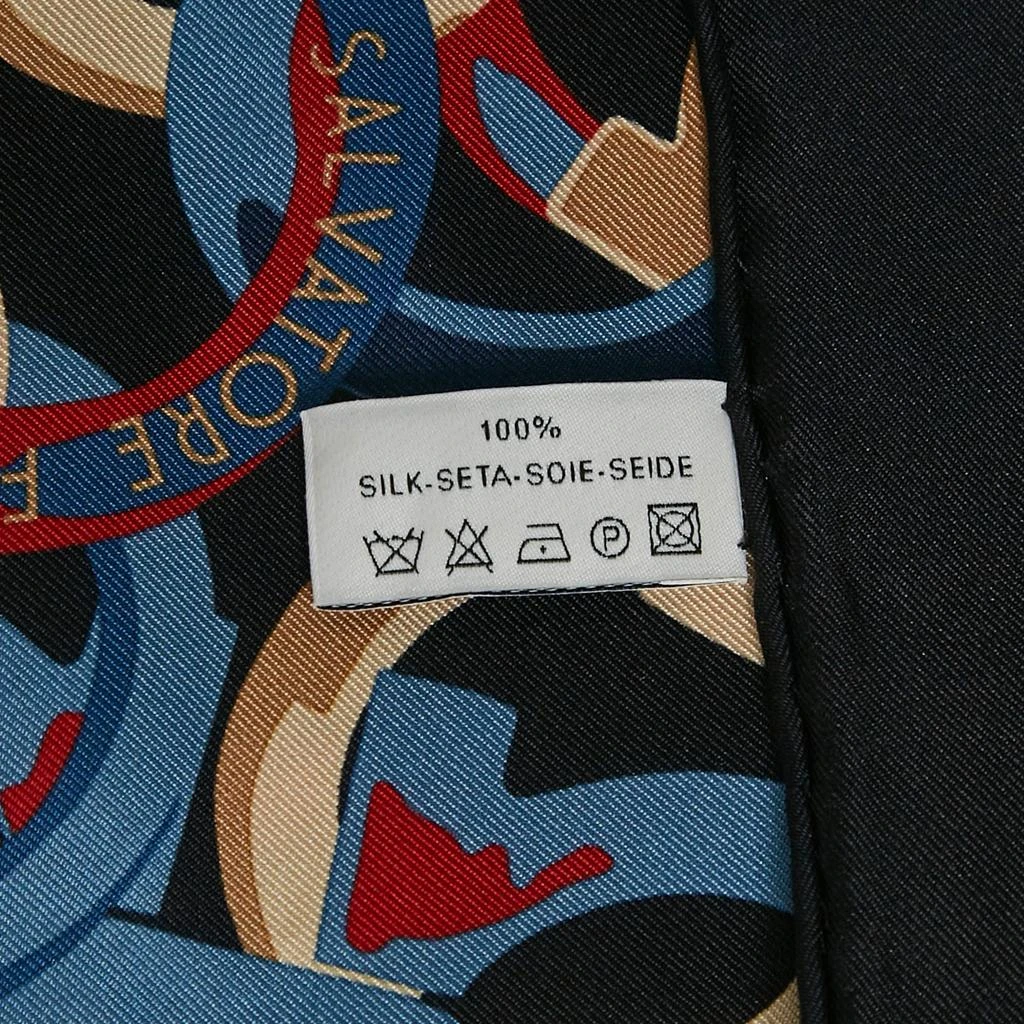 SALVATORE F
100%
SILK-SETA-SOIE-SEIDE
P